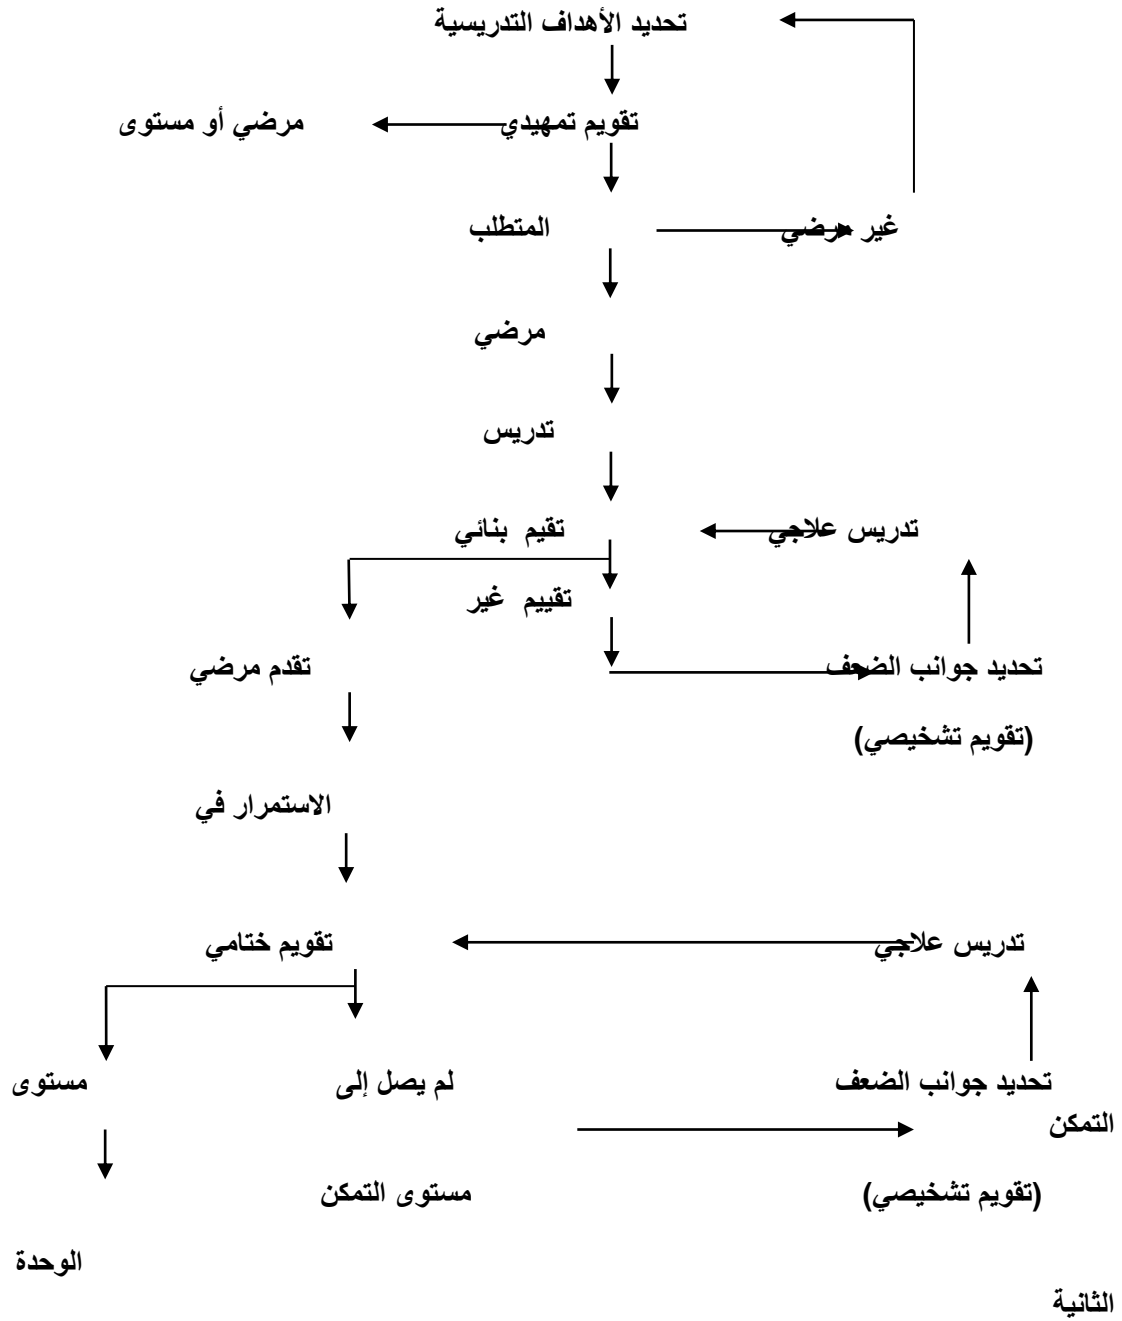 تحديد الأهداف التدريسية
تقويم تمهيدي مرضي أو مستوى
غير مرضي المتطلب
مرضي
تدريس
تدريس علاجي تقيم بنائي
تقييم غير
تحديد جوانب الضعف تقدم مرضي
(تقويم تشخيصي)
الاستمرار في
تدريس علاجي تقويم ختامي
تحديد جوانب الضعف لم يصل إلى مستوى
التمكن
(تقويم تشخيصي) مستوى التمكن
الوحدة
الثانية